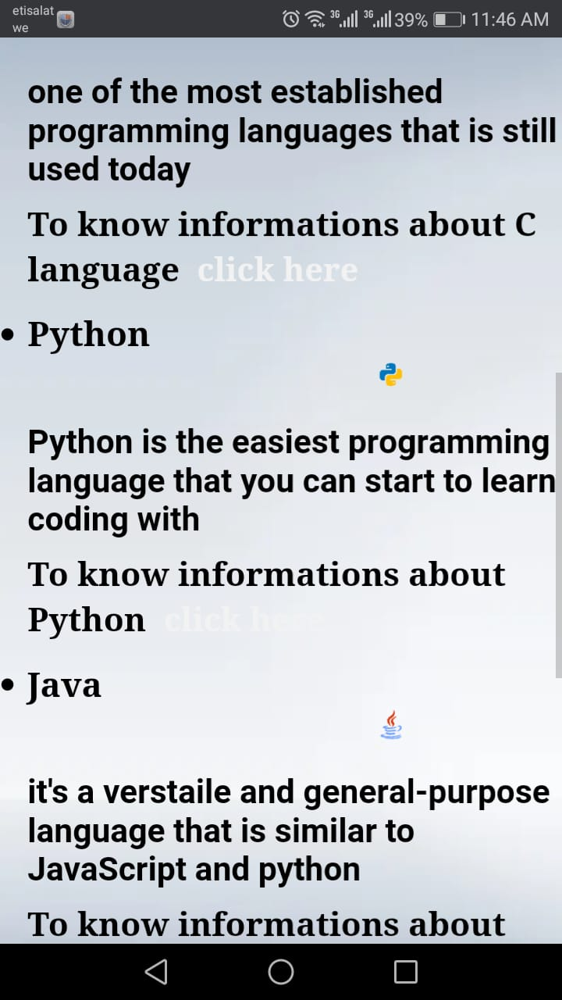 etisalat
we
3G 3G 39% 11:46 AM
one of the most established
programming languages that is still
used today
To know informations about C
language click here
• Python
Python is the easiest programming
language that you can start to learn
coding with
To know informations about
Python click here
• Java
it's a verstaile and general-purpose
language that is similar to
JavaScript and python
To know informations about